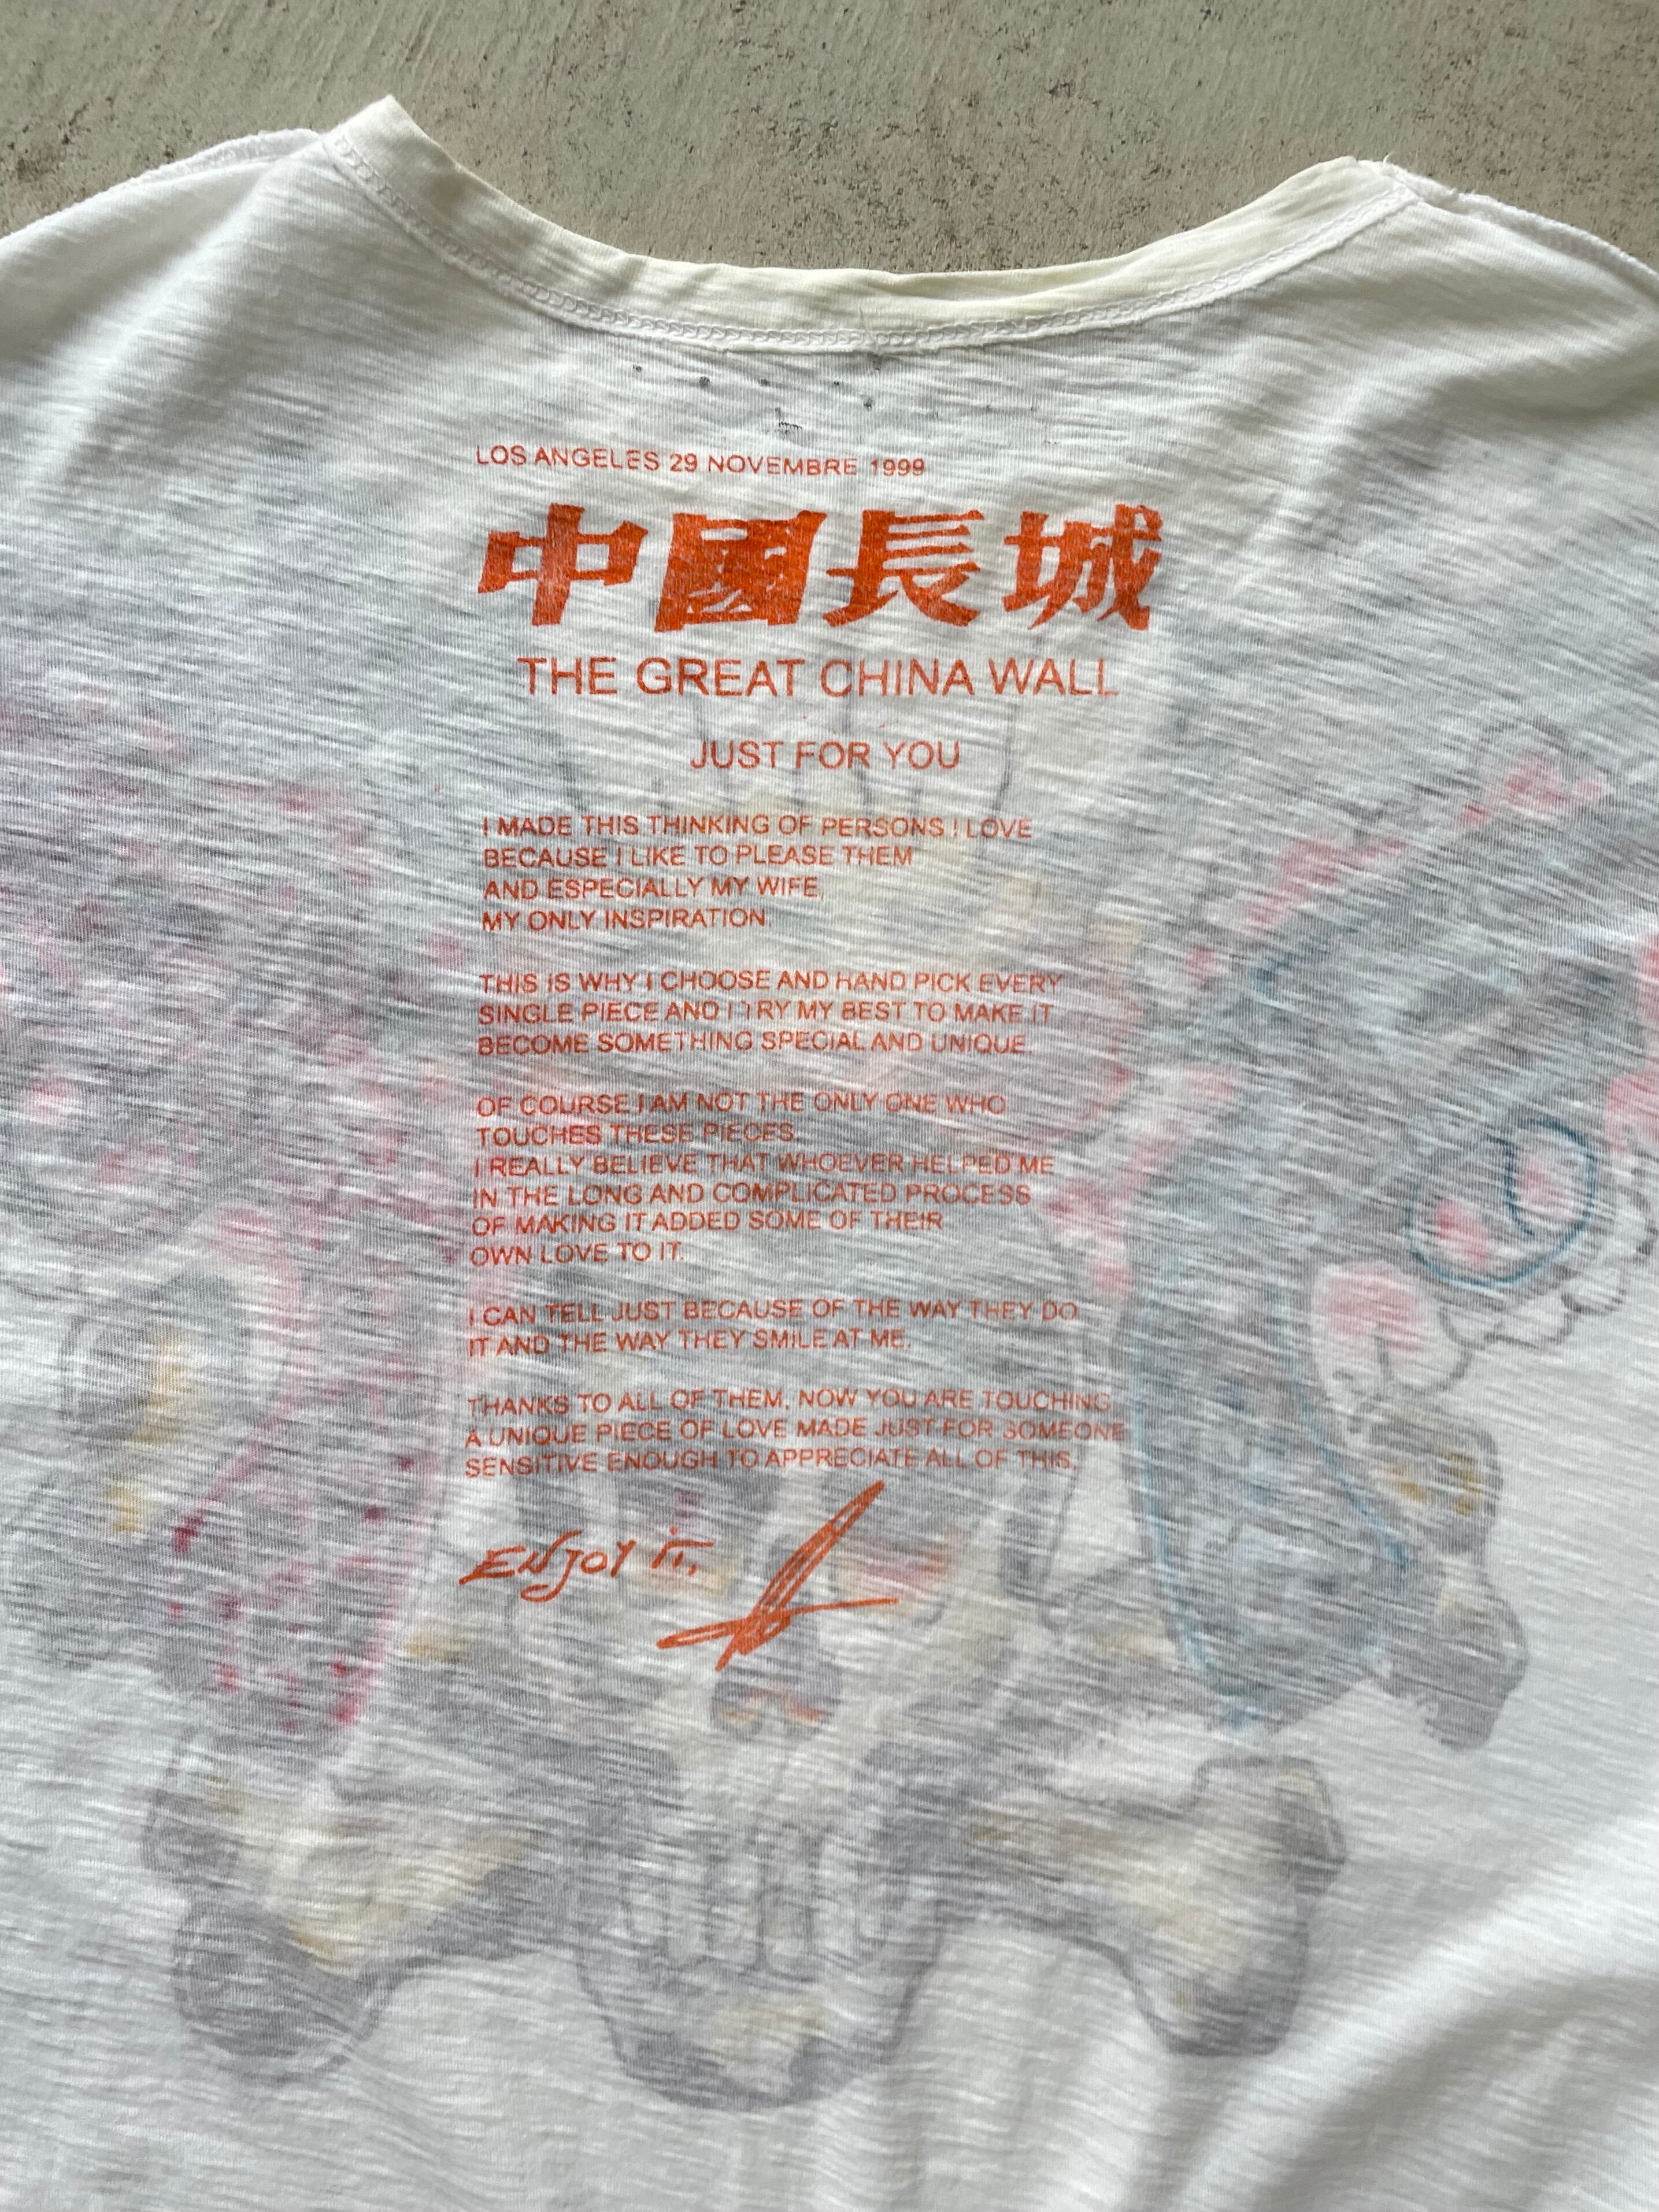 LOS ANGELES 29 NOVEMBRE 1999
中國長城
THE GREAT CHINA WALL
JUST FOR YOU
I MADE THIS THINKING OF PERSONS I LOVE
BECAUSE I LIKE TO PLEASE THEM
AND ESPECIALLY MY WIFE,
MY ONLY INSPIRATION.
THIS IS WHY I CHOOSE AND HAND PICK EVERY
SINGLE PIECE AND I TRY MY BEST TO MAKE IT
BECOME SOMETHING SPECIAL AND UNIQUE.
OF COURSE I AM NOT THE ONLY ONE WHO
TOUCHES THESE PIECES.
I REALLY BELIEVE THAT WHOEVER HELPED ME
IN THE LONG AND COMPLICATED PROCESS
OF MAKING IT ADDED SOME OF THEIR
OWN LOVE TO IT.
I CAN TELL JUST BECAUSE OF THE WAY THEY DO
IT AND THE WAY THEY SMILE AT ME.
THANKS TO ALL OF THEM, NOW YOU ARE TOUCHING
A UNIQUE PIECE OF LOVE MADE JUST FOR SOMEONE
SENSITIVE ENOUGH TO APPRECIATE ALL OF THIS.
ENJOY IT,